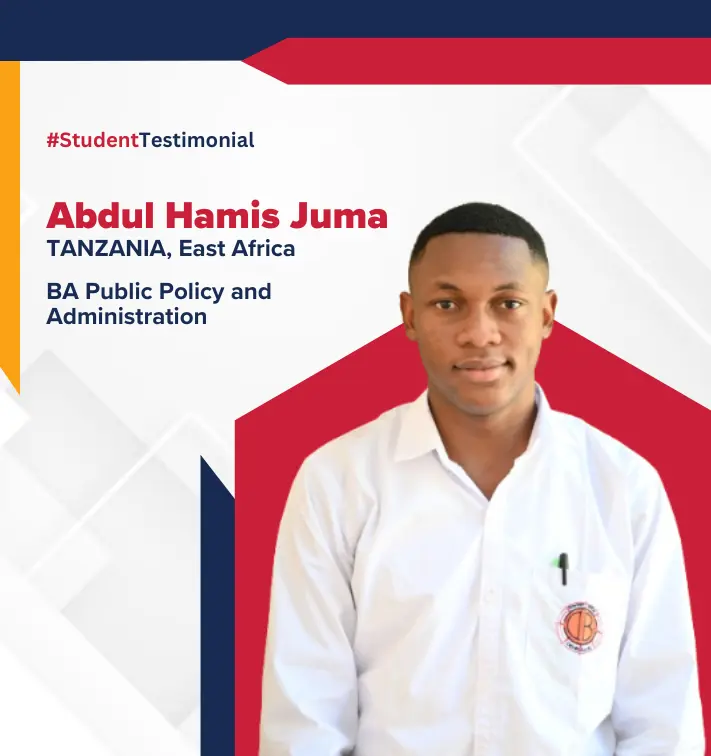 #StudentTestimonial
Abdul Hamis Juma
TANZANIA, East Africa
BA Public Policy and
Administration